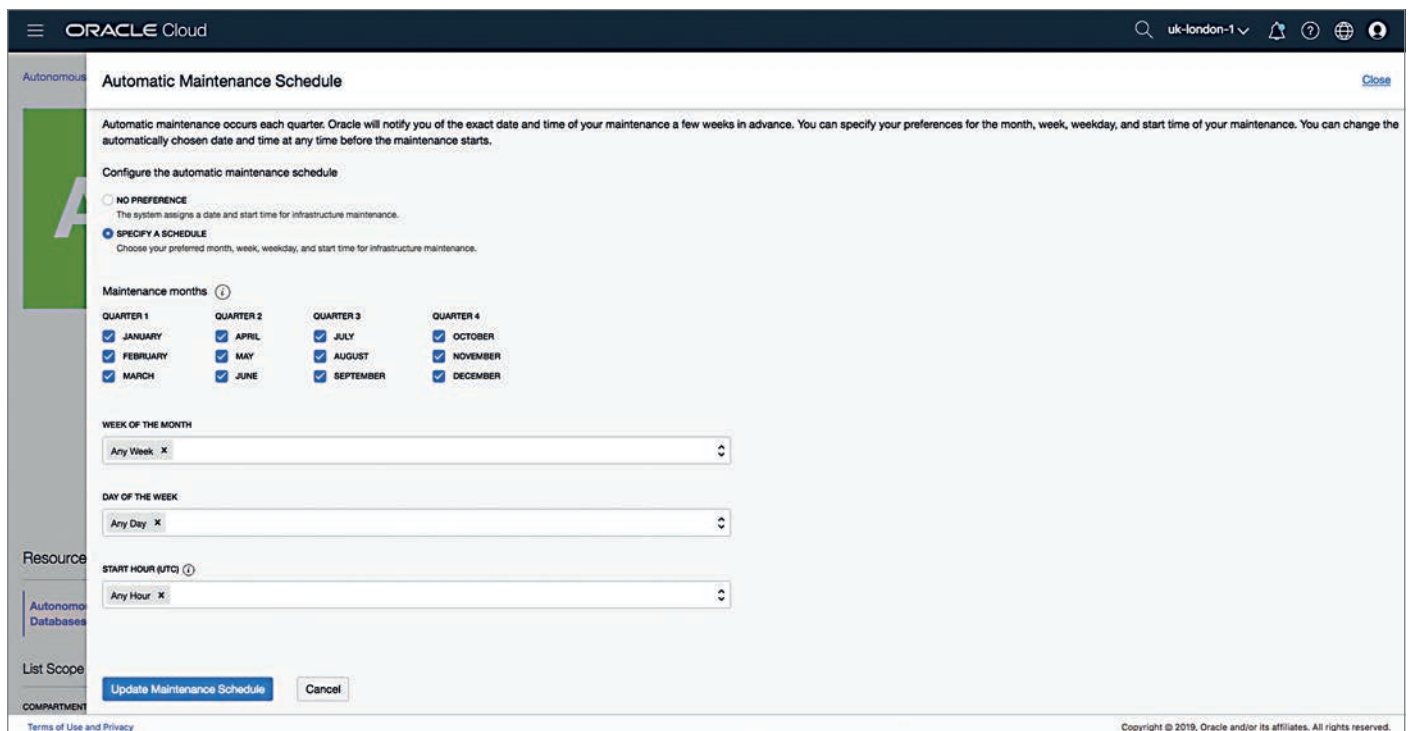 ORACLE Cloud
uk-london-1
Autonomous
Automatic Maintenance Schedule
Close
Automatic maintenance occurs each quarter. Oracle will notify you of the exact date and time of your maintenance a few weeks in advance. You can specify your preferences for the month, week, weekday, and start time of your maintenance. You can change the
automatically chosen date and time at any time before the maintenance starts.
Configure the automatic maintenance schedule
NO PREFERENCE
The system assigns a date and start time for infrastructure maintenance.
SPECIFY A SCHEDULE
Choose your preferred month, week, weekday, and start time for infrastructure maintenance.
Maintenance months
QUARTER 1 QUARTER 2 QUARTER 3 QUARTER 4
JANUARY APRIL JULY OCTOBER
FEBRUARY MAY AUGUST NOVEMBER
MARCH JUNE SEPTEMBER DECEMBER
WEEK OF THE MONTH
Any Week ×
DAY OF THE WEEK
Any Day ×
Resource
START HOUR (UTC)
Any Hour ×
Autonomo
Databases
List Scope
Update Maintenance Schedule Cancel
COMPARTMENT
Terms of Use and Privacy
Copyright © 2019, Oracle and/or its affiliates. All rights reserved.